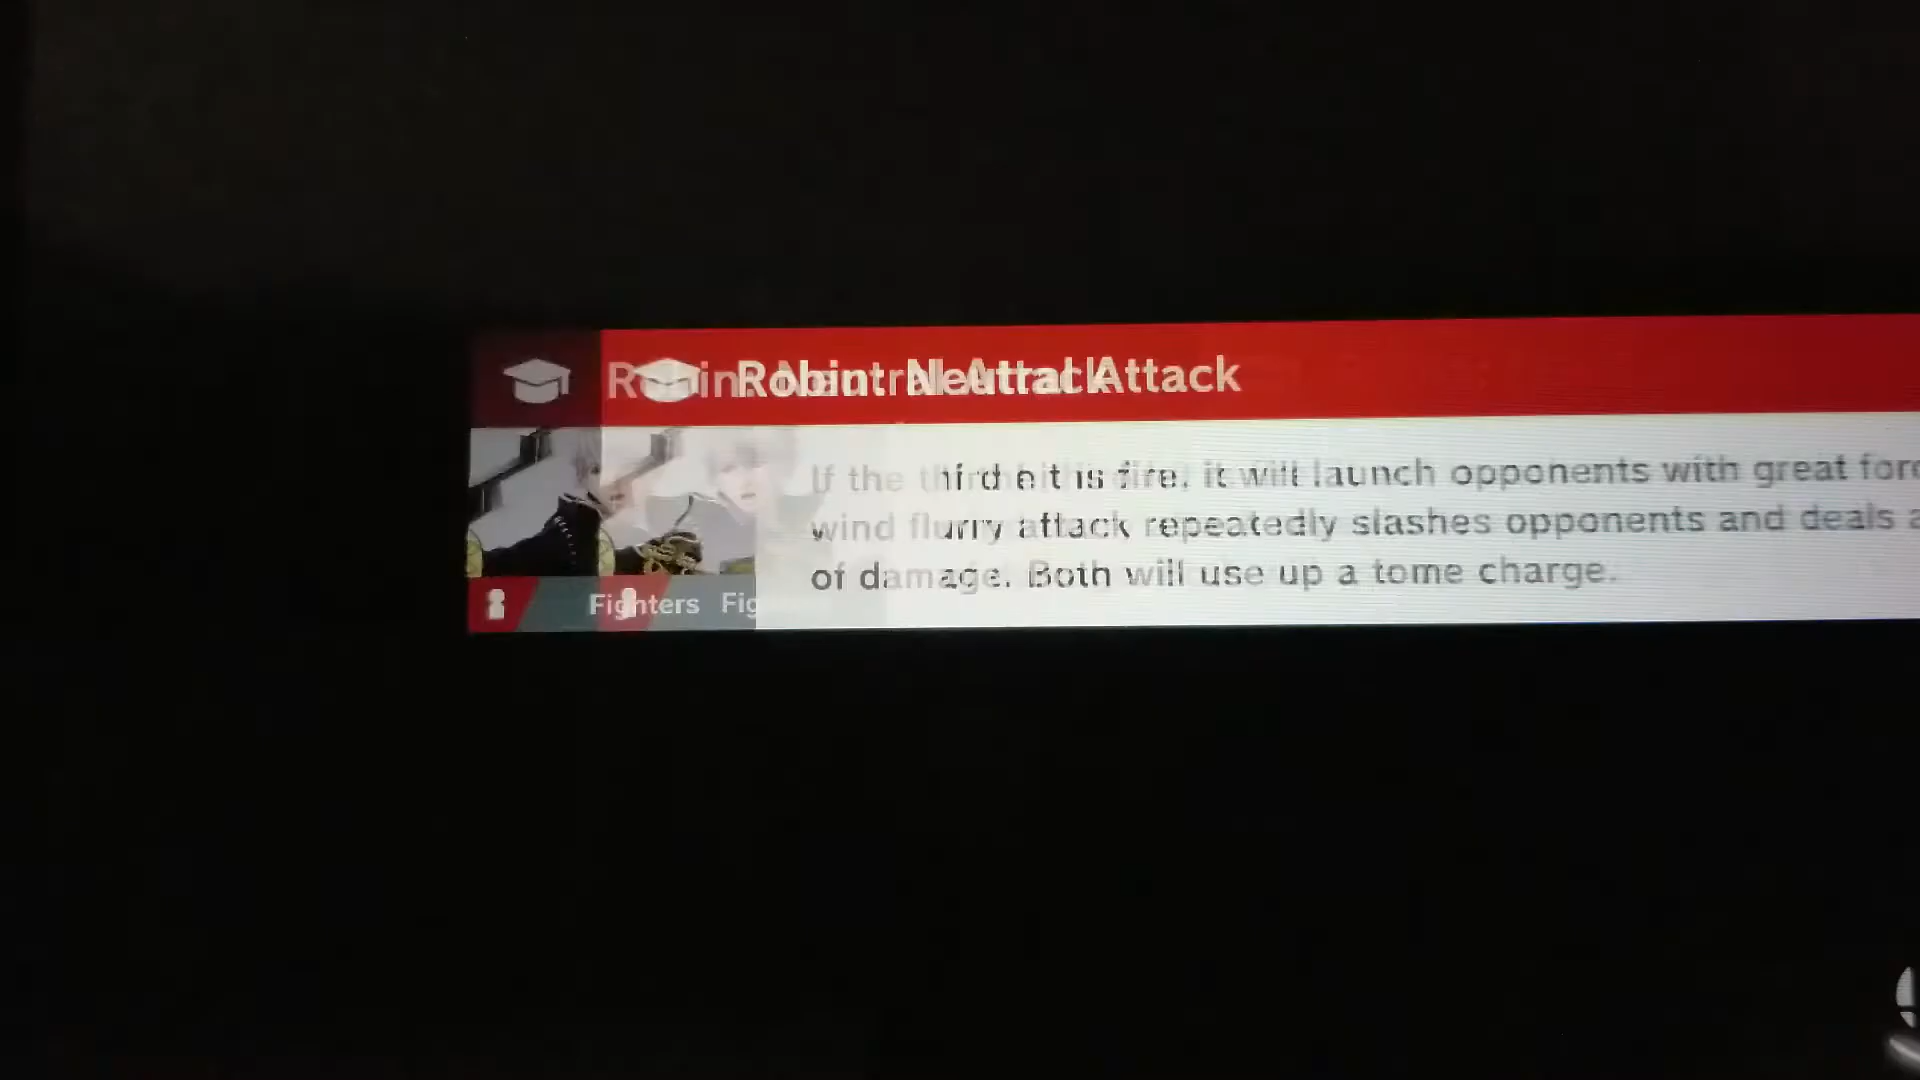 Robin: Neutral Attack
If the third hit is fire, it will launch opponents with great
wind flurry attack repeatedly slashes opponents and deals
of damage. Both will use up a tome charge.
Fighters